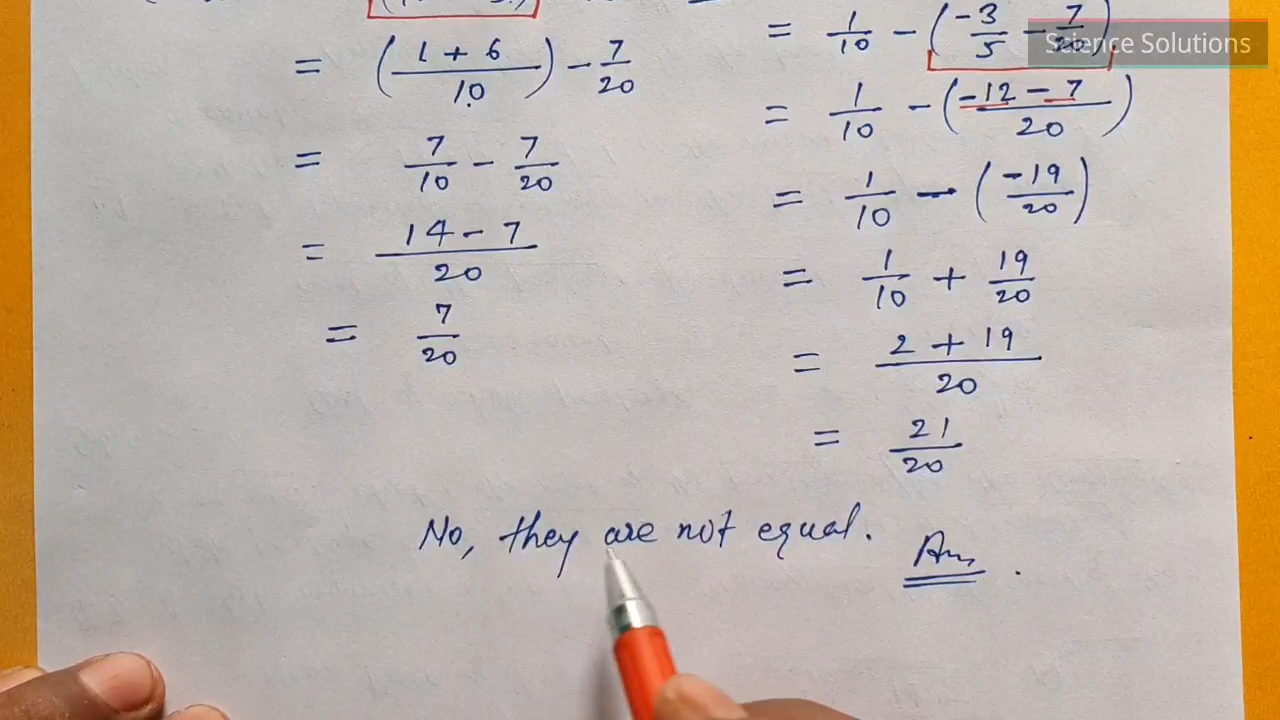 = (1 + 6 / 10) - 7/20
= 7/10 - 7/20
= 14 - 7 / 20
= 7/20
= 1/10 - (-3/5 - 7/20)
= 1/10 - (-12 - 7 / 20)
= 1/10 - (-19/20)
= 1/10 + 19/20
= 2 + 19 / 20
= 21/20
No, they are not equal. Ans.
Science Solutions